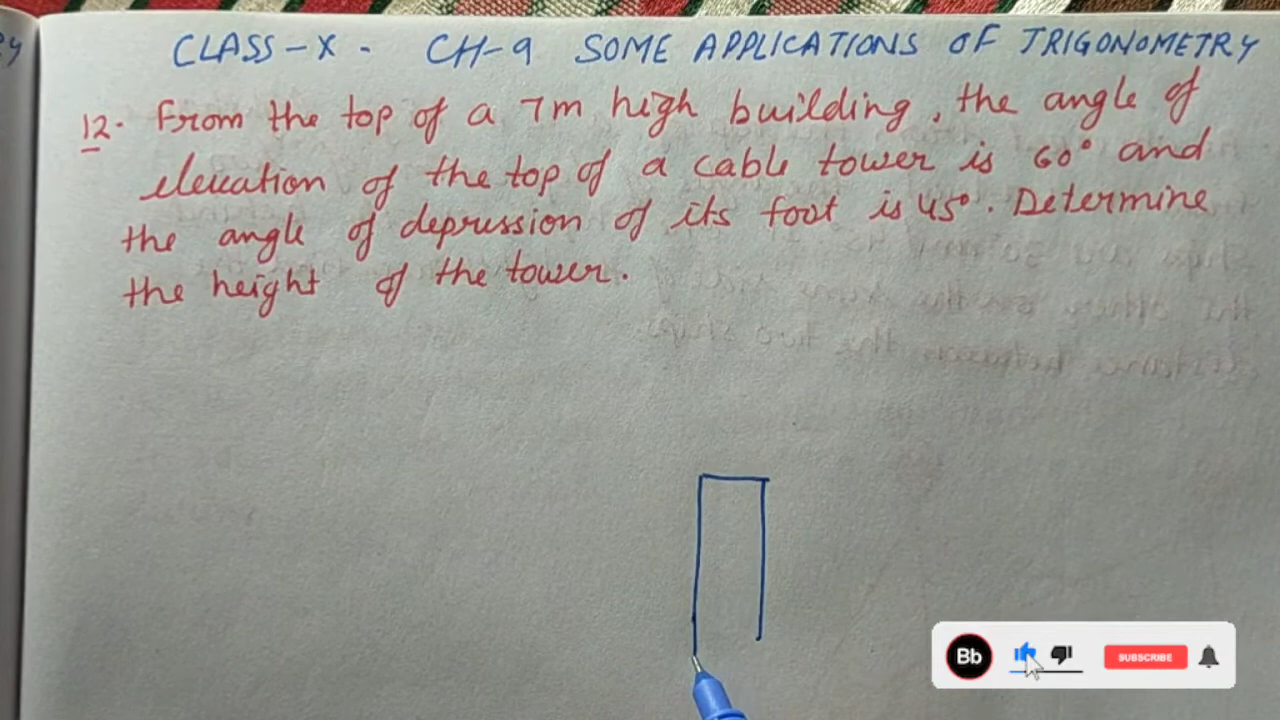 CLASS-X - CH-9 SOME APPLICATIONS OF TRIGONOMETRY
12. From the top of a 7m high building, the angle of
elevation of the top of a cable tower is 60° and
the angle of depression of its foot is 45°. Determine
the height of the tower.
Bb SUBSCRIBE